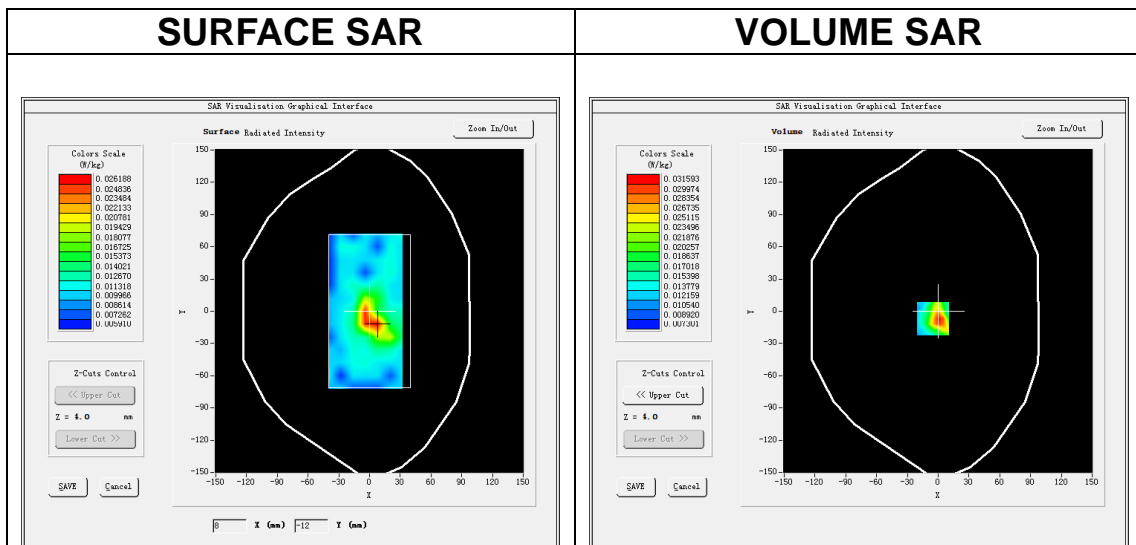 SURFACE SAR
VOLUME SAR
SAR Visualisation Graphical Interface
Surface Radiated Intensity
Zoom In/Out
Colors Scale
(W/kg)
0.026188
0.024836
0.023484
0.022133
0.020781
0.019429
0.018077
0.016725
0.015373
0.014021
0.012670
0.011318
0.009966
0.008614
0.007262
0.005910
Z-Cuts Control
<< Upper Cut
Z = 4.0 mm
Lower Cut >>
SAVE Cancel
150
120
90
60
30
0
-30
-60
-90
-120
-150
Y
-150 -120 -90 -60 -30 0 30 60 90 120 150
X
8 X (mm) -12 Y (mm)
SAR Visualisation Graphical Interface
Volume Radiated Intensity
Zoom In/Out
Colors Scale
(W/kg)
0.031593
0.029974
0.028354
0.026735
0.025115
0.023496
0.021876
0.020257
0.018637
0.017018
0.015398
0.013779
0.012159
0.010540
0.008920
0.007301
Z-Cuts Control
<< Upper Cut
Z = 4.0 mm
Lower Cut >>
SAVE Cancel
150
120
90
60
30
0
-30
-60
-90
-120
-150
Y
-150 -120 -90 -60 -30 0 30 60 90 120 150
X